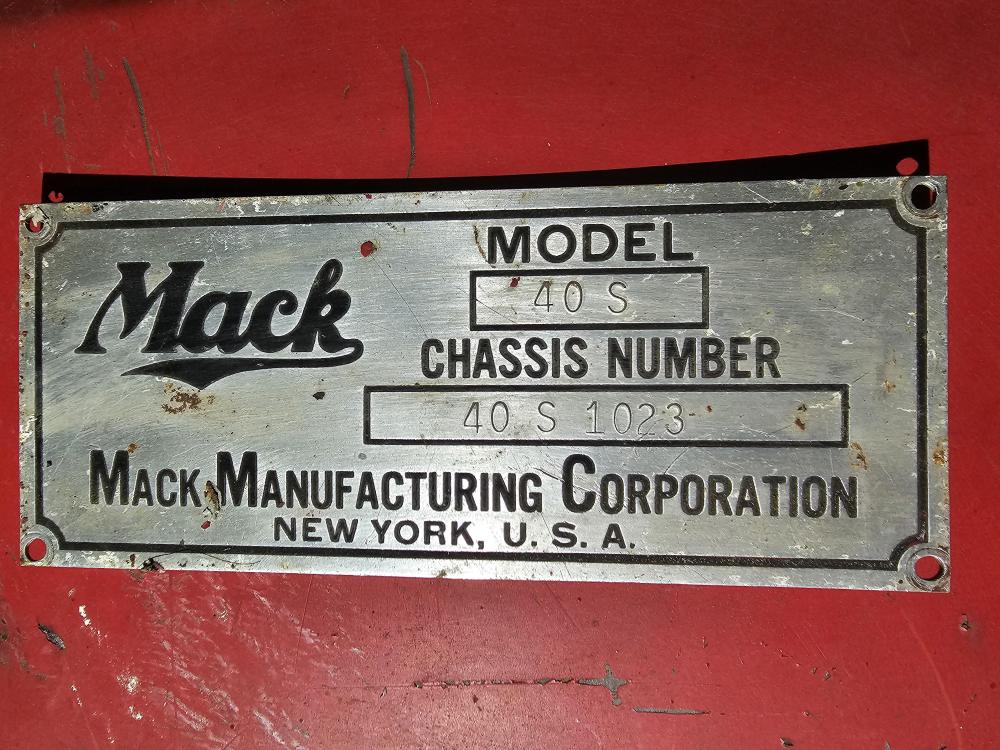 Mack
MODEL
40 S
CHASSIS NUMBER
40 S 1023
MACK MANUFACTURING CORPORATION
NEW YORK, U. S. A.